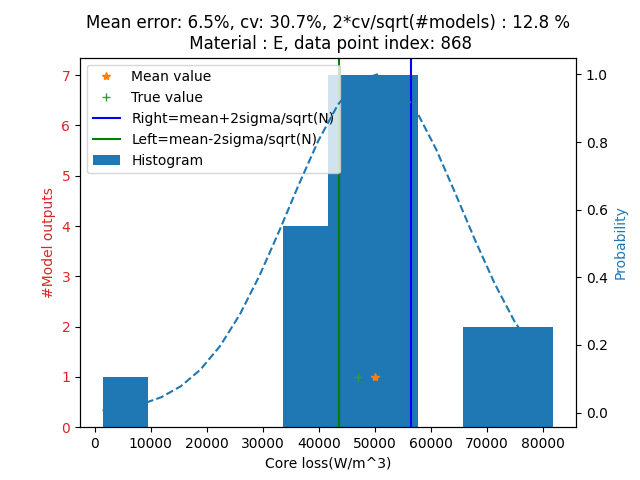 Mean error: 6.5%, cv: 30.7%, 2*cv/sqrt(#models) : 12.8 %
Material : E, data point index: 868
Mean value
True value
Right=mean+2sigma/sqrt(N)
Left=mean-2sigma/sqrt(N)
Histogram
#Model outputs
7
6
5
4
3
2
1
0
1.0
0.8
0.6
0.4
0.2
0.0
Probability
0 10000 20000 30000 40000 50000 60000 70000 80000
Core loss(W/m^3)